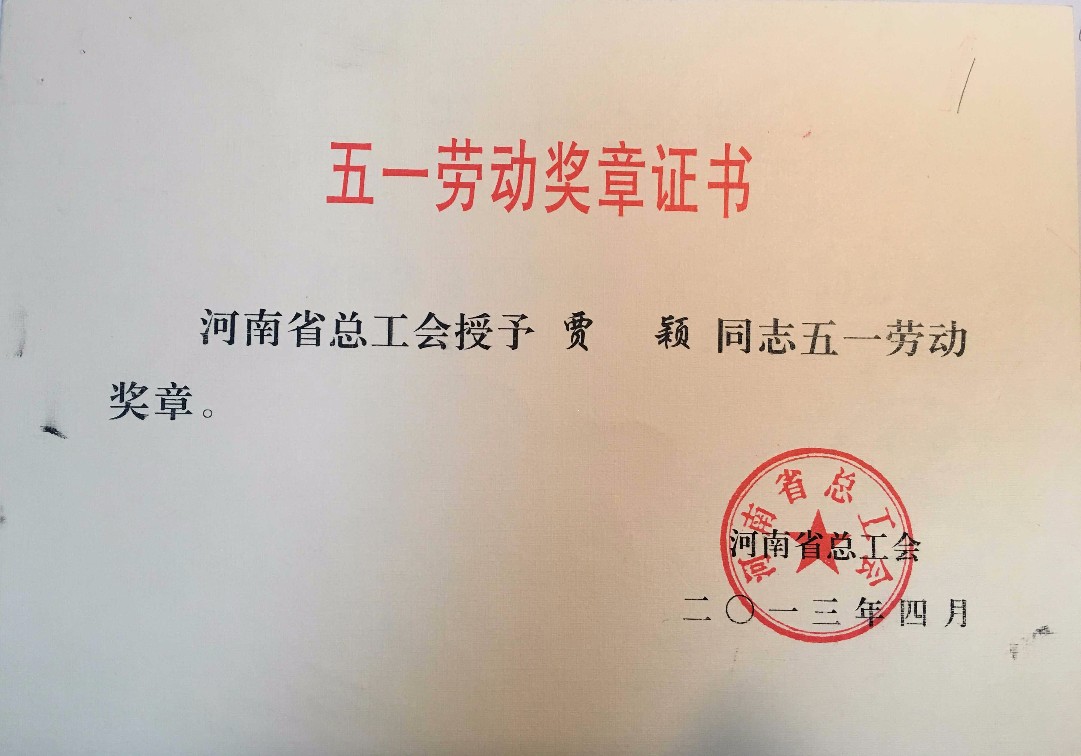 五一劳动奖章证书
河南省总工会授予 贾 颖 同志五一劳动
奖章。
河南省总工会
河南省总工会
二〇一三年四月